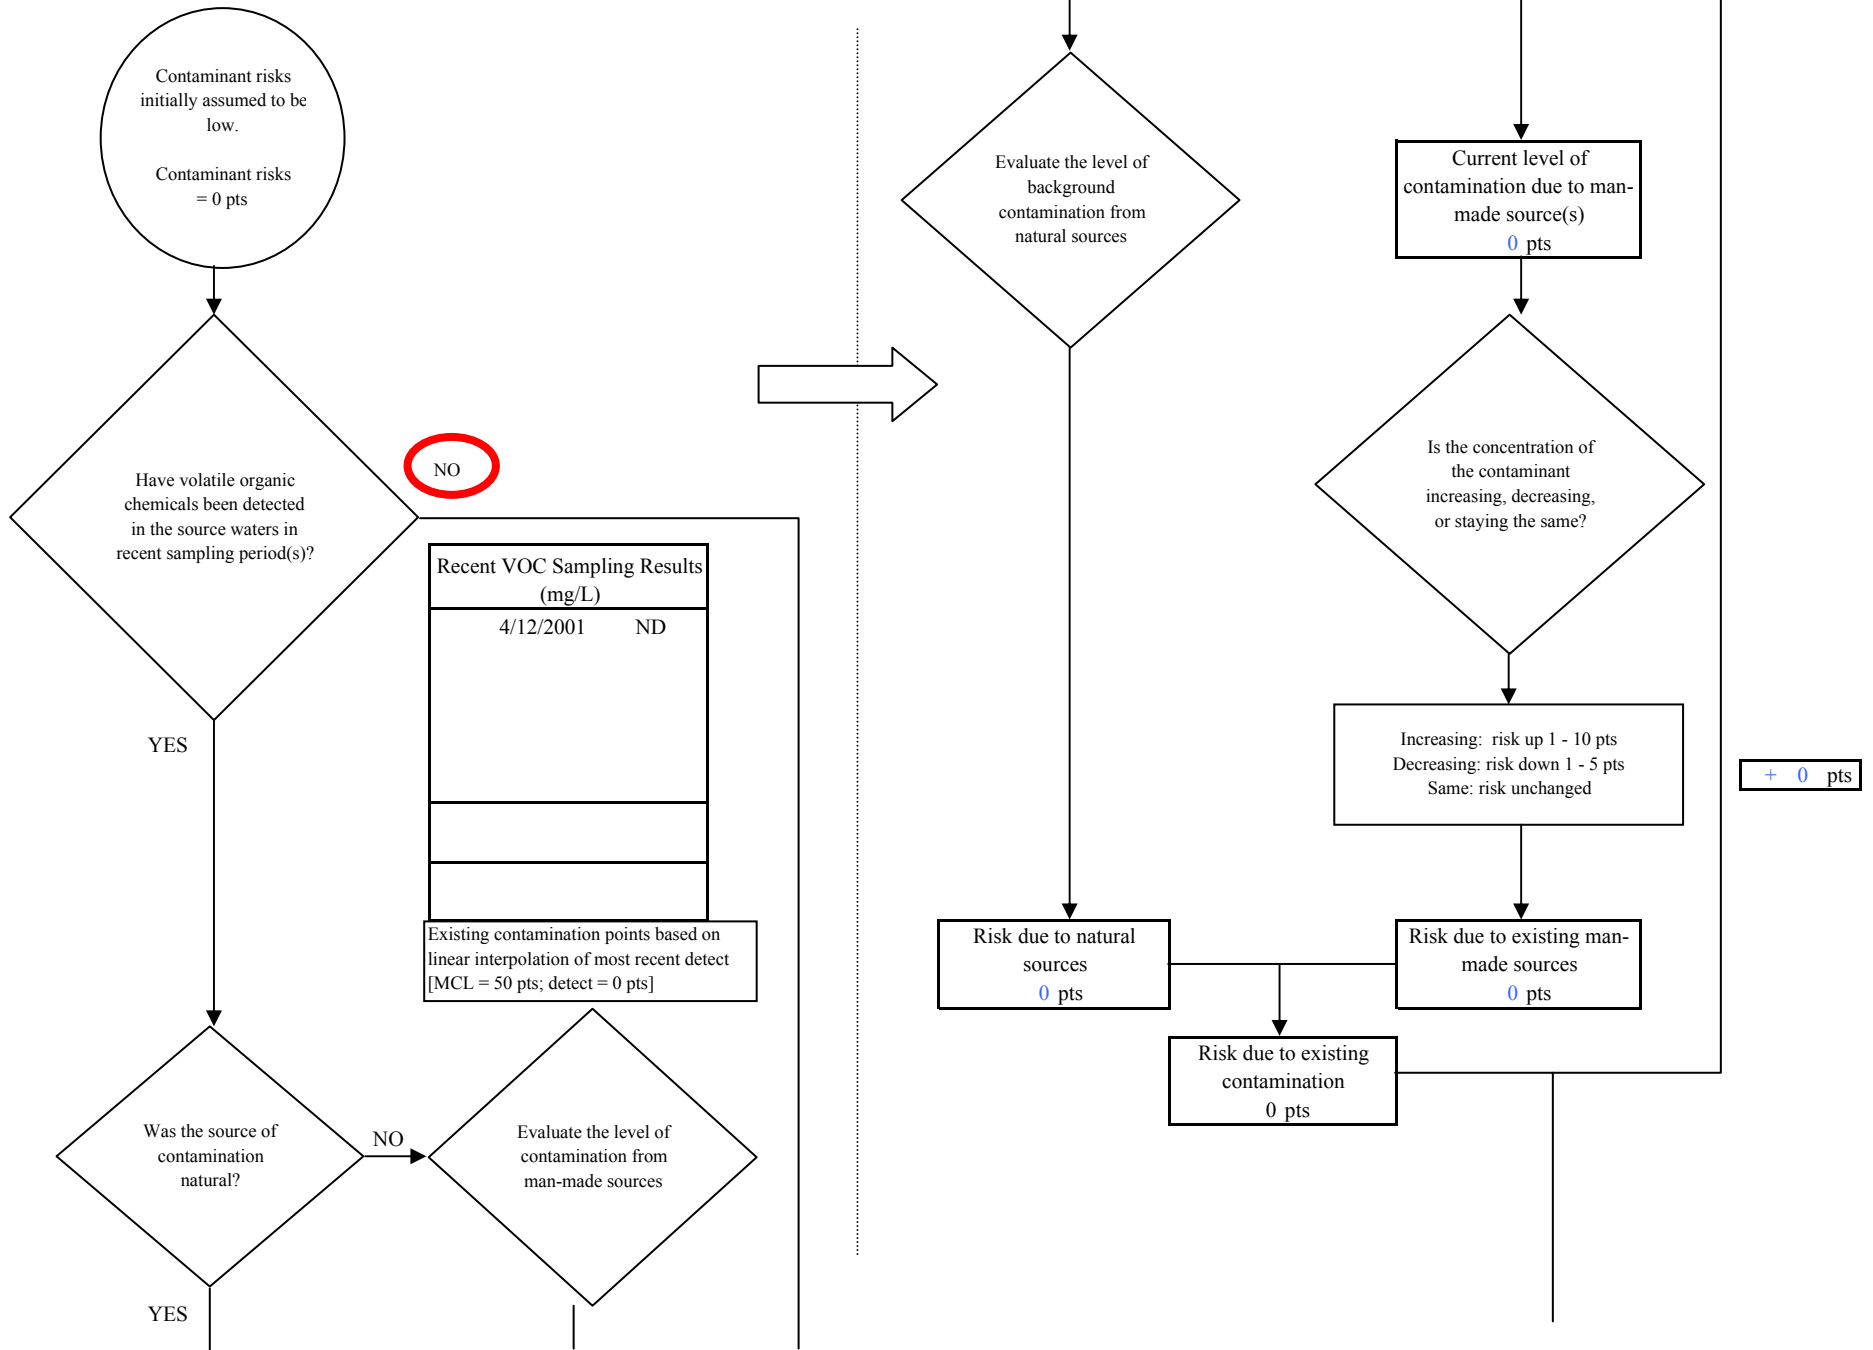 Contaminant risks
initially assumed to be
low.
Contaminant risks
= 0 pts
Have volatile organic
chemicals been detected
in the source waters in
recent sampling period(s)?
NO
Recent VOC Sampling Results
(mg/L)
4/12/2001 ND
YES
Existing contamination points based on
linear interpolation of most recent detect
[MCL = 50 pts; detect = 0 pts]
Was the source of
contamination
natural?
NO
Evaluate the level of
contamination from
man-made sources
YES
Evaluate the level of
background
contamination from
natural sources
Current level of
contamination due to man-
made source(s)
0 pts
Is the concentration of
the contaminant
increasing, decreasing,
or staying the same?
Increasing: risk up 1 - 10 pts
Decreasing: risk down 1 - 5 pts
Same: risk unchanged
+ 0 pts
Risk due to natural
sources
0 pts
Risk due to existing man-
made sources
0 pts
Risk due to existing
contamination
0 pts